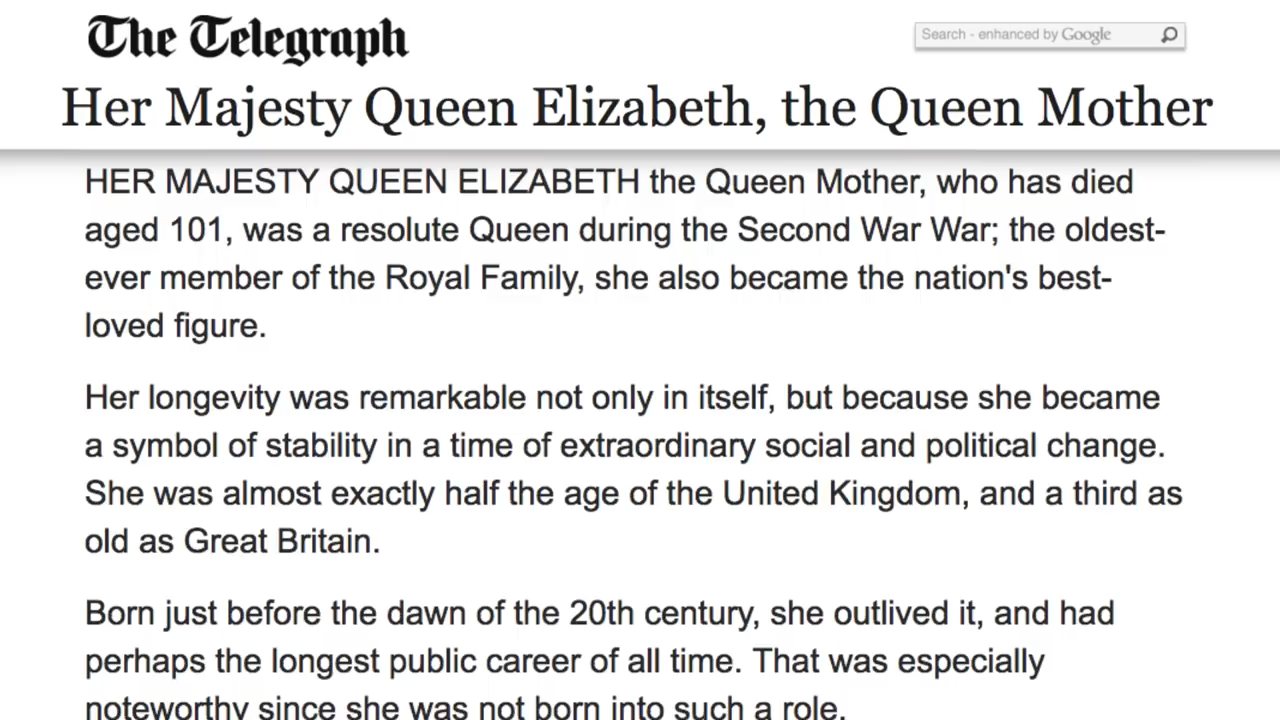 The Telegraph
Search - enhanced by Google
Her Majesty Queen Elizabeth, the Queen Mother
HER MAJESTY QUEEN ELIZABETH the Queen Mother, who has died
aged 101, was a resolute Queen during the Second War War; the oldest-
ever member of the Royal Family, she also became the nation's best-
loved figure.
Her longevity was remarkable not only in itself, but because she became
a symbol of stability in a time of extraordinary social and political change.
She was almost exactly half the age of the United Kingdom, and a third as
old as Great Britain.
Born just before the dawn of the 20th century, she outlived it, and had
perhaps the longest public career of all time. That was especially
noteworthy since she was not born into such a role.